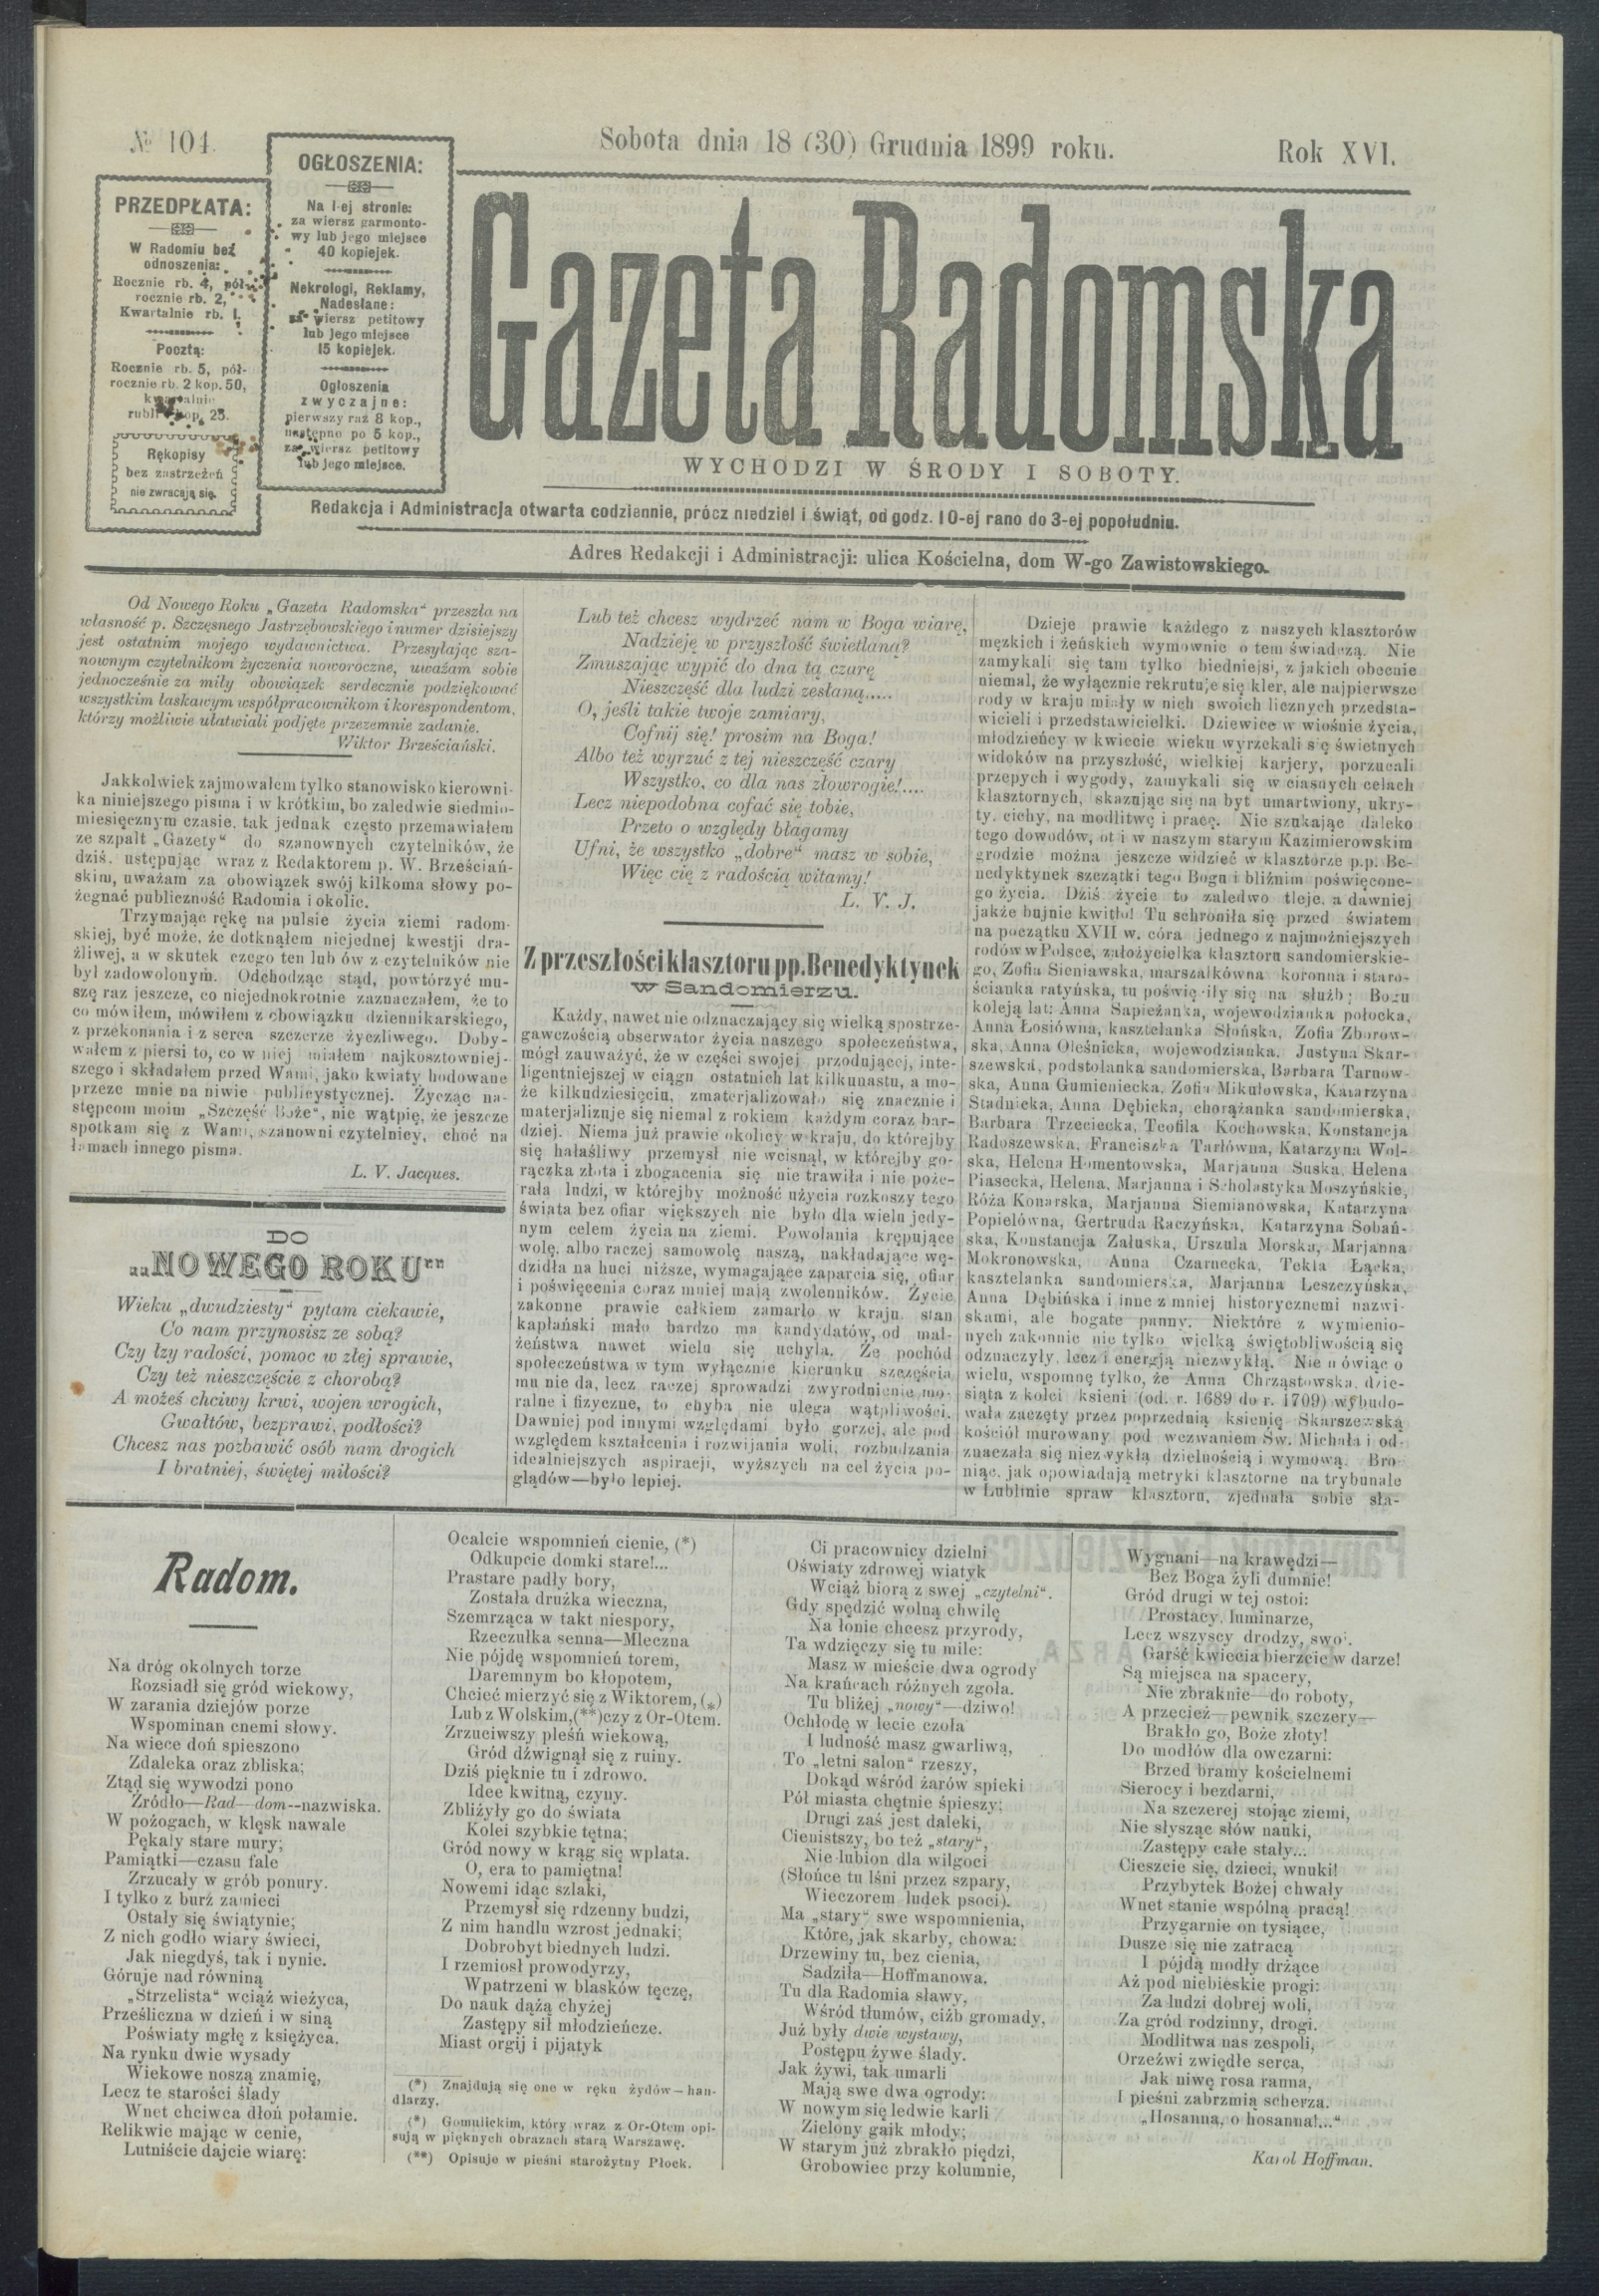 № 104.
Sobota dnia 18 (30) Grudnia 1899 roku.
Rok XVI.
PRZEDPŁATA:
W Radomiu bez
odnoszenia:
Rocznie rb. 4, pół-
rocznie rb. 2,
Kwartalnie rb. 1.
Pocztą:
Rocznie rb. 5, pół-
rocznie rb. 2 kop. 50,
kwartalnie
rubli kop. 25.
Rękopisy
bez zastrzeżeń
nie zwracają się.
OGŁOSZENIA:
Na I-ej stronie:
za wiersz garmonto-
wy lub jego miejsce
40 kopiejek.
Nekrologi, Reklamy,
Nadesłane:
za wiersz petitowy
lub jego miejsce
15 kopiejek.
Ogłoszenia
zwyczajne:
pierwszy raz 8 kop.,
następno po 5 kop.,
za wiersz petitowy
lub jego miejsce.
Gazeta Radomska
WYCHODZI W ŚRODY I SOBOTY.
Redakcja i Administracja otwarta codziennie, prócz niedziel i świąt, od godz. 10-ej rano do 3-ej popołudniu.
Adres Redakcji i Administracji: ulica Kościelna, dom W-go Zawistowskiego.
Od Nowego Roku „Gazeta Radomska“ przeszła na
własność p. Szczęsnego Jastrzębowskiego i numer dzisiejszy
jest ostatnim mojego wydawnictwa. Przesyłając sza-
nownym czytelnikom życzenia noworoczne, uważam sobie
jednocześnie za miły obowiązek serdecznie podziękować
wszystkim łaskawym współpracownikom i korespondentom,
którzy możliwie ułatwiali podjęte przezemnie zadanie.
Wiktor Brześciański.
Jakkolwiek zajmowałem tylko stanowisko kierowni-
ka niniejszego pisma i w krótkim, bo zaledwie siedmio-
miesięcznym czasie, tak jednak często przemawiałem
ze szpalt „Gazety“ do szanownych czytelników, że
dziś, ustępując wraz z Redaktorem p. W. Brześciań-
skim, uważam za obowiązek swój kilkoma słowy po-
żegnać publiczność Radomia i okolic.
Trzymając rękę na pulsie życia ziemi radom-
skiej, być może, że dotknąłem niejednej kwestji dra-
żliwej, a w skutek czego ten lub ów z czytelników nie
był zadowolonym. Odchodząc stąd, powtórzyć mu-
szę raz jeszcze, co niejednokrotnie zaznaczałem, że to
co mówiłem, mówiłem z obowiązku dziennikarskiego,
z przekonania i z serca szczerze życzliwego. Doby-
wałem z piersi to, co w niej miałem najkosztowniej-
szego i składałem przed Wami, jako kwiaty hodowane
przeze mnie na niwie publicystycznej. Życząc na-
stępcom moim „Szczęść Boże“, nie wątpię, że jeszcze
spotkam się z Wami, szanowni czytelnicy, choć na
łamach innego pisma.
L. V. Jacques.
DO
„NOWEGO ROKU“
Wieku „dwudziesty“ pytam ciekawie,
Co nam przynosisz ze sobą?
Czy łzy radości, pomoc w złej sprawie,
Czy też nieszczęście z chorobą?
A możeś chciwy krwi, wojen wrogich,
Gwałtów, bezprawi, podłości?
Chcesz nas pozbawić osób nam drogich
I bratniej, świętej miłości?
Lub też chcesz wydrzeć nam w Boga wiarę,
Nadzieję w przyszłość świetlaną?
Zmuszając wypić do dna tą czarę
Nieszczęść dla ludzi zesłaną.....
O, jeśli takie twoje zamiary,
Cofnij się! prosim na Boga!
Albo też wyrzuć z tej nieszczęść czary
Wszystko, co dla nas złowrogie!....
Lecz niepodobna cofać się tobie,
Przeto o względy błagamy
Ufni, że wszystko „dobre“ masz w sobie,
Więc cię z radością witamy!
L. V. J.
Z przeszłości klasztoru pp. Benedyktynek
w Sandomierzu.
Każdy, nawet nie odznaczający się wielką spostrze-
gawczością obserwator życia naszego społeczeństwa,
mógł zauważyć, że w części swojej przodującej, inte-
ligentniejszej w ciągu ostatnich lat kilkunastu, a mo-
że kilkudziesięciu, zmaterjalizowało się znacznie i
materjalizuje się niemal z rokiem każdym coraz bar-
dziej. Niema już prawie okolicy w kraju, do którejby
się hałaśliwy przemysł nie wcisnął, w którejby go-
rączka złota i zbogacenia się nie trawiła i nie poże-
rała ludzi, w którejby możność użycia rozkoszy tego
świata bez ofiar większych nie było dla wielu jedy-
nym celem życia na ziemi. Powołania krępujące
wolę, albo raczej samowolę naszą, nakładające wę-
dzidła na huci niższe, wymagające zaparcia się, ofiar
i poświęcenia coraz mniej mają zwolenników. Życie
zakonne prawie całkiem zamarło w kraju, stan
kapłański mało bardzo ma kandydatów, od mał-
żeństwa nawet wielu się uchyla. Że pochód
społeczeństwa w tym wyłącznie kierunku szczęścia
mu nie da, lecz raczej sprowadzi zwyrodnienie mo-
ralne i fizyczne, to chyba nie ulega wątpliwości.
Dawniej pod innymi względami było gorzej, ale pod
względem kształcenia i rozwijania woli, rozbudzania
idealniejszych aspiracji, wyższych na cel życia po-
glądów—było lepiej.
Dzieje prawie każdego z naszych klasztorów
męzkich i żeńskich wymownie o tem świadczą. Nie
zamykali się tam tylko biedniejsi, z jakich obecnie
niemal, że wyłącznie rekrutuje się kler, ale najpierwsze
rody w kraju miały w nich swoich licznych przedsta-
wicieli i przedstawicielki. Dziewice w wiośnie życia,
młodzieńcy w kwiecie wieku wyrzekali się świetnych
widoków na przyszłość, wielkiej karjery, porzucali
przepych i wygody, zamykali się w ciasnych celach
klasztornych, skazując się na byt umartwiony, ukry-
ty, cichy, na modlitwę i pracę. Nie szukając daleko
tego dowodów, ot i w naszym starym Kazimierowskim
grodzie można jeszcze widzieć w klasztorze p.p. Be-
nedyktynek szczątki tego Bogu i bliźnim poświęcone-
go życia. Dziś życie to zaledwo tleje, a dawniej
jakże bujnie kwitło! Tu schroniła się przed światem
na początku XVII w. córa jednego z najmożniejszych
rodów w Polsce, założycielka klasztoru sandomierskie-
go, Zofia Sieniawska, marszałkówna koronna i staro-
ścianka ratyńska, tu poświęciły się na służbę Bogu
koleją lat: Anna Sapieżanka, wojewodzianka połocka,
Anna Łosiówna, kasztelanka Słońska, Zofia Zborow-
ska, Anna Oleśnicka, wojewodzianka, Justyna Skar-
szewska, podstolanka sandomierska, Barbara Tarnow-
ska, Anna Gumieniecka, Zofia Mikułowska, Katarzyna
Stadnicka, Anna Dębicka, chorążanka sandomierska,
Barbara Trzeciecka, Teofila Kochowska, Konstancja
Radoszewska, Franciszka Tarłówna, Katarzyna Wol-
ska, Helena Homentowska, Marjanna Suska, Helena
Piasecka, Helena, Marjanna i Scholastyka Moszyńskie,
Róża Konarska, Marjanna Siemianowska, Katarzyna
Popielówna, Gertruda Raczyńska, Katarzyna Sobań-
ska, Konstancja Załuska, Urszula Morska, Marjanna
Mokronowska, Anna Czarnecka, Tekla Łącka,
kasztelanka sandomierska, Marjanna Leszczyńska,
Anna Dębińska i inne z mniej historycznemi nazwi-
skami, ale bogate panny. Niektóre z wymienio-
nych zakonnic nie tylko wielką świętobliwością się
odznaczyły, lecz i energją niezwykłą. Nie mówiąc o
wielu, wspomnę tylko, że Anna Chrząstowska, dzie-
siąta z kolei ksieni (od. r. 1689 do r. 1709) wybudo-
wała zaczęty przez poprzednią ksienię Skarszewską
kościół murowany pod wezwaniem Św. Michała i od-
znaczała się niezwykłą dzielnością i wymową. Bro-
niąc, jak opowiadają metryki klasztorne na trybunale
w Lublinie spraw klasztoru, zjednała sobie sła-
Radom.
Na dróg okolnych torze
Rozsiadł się gród wiekowy,
W zarania dziejów porze
Wspominan cnemi słowy.
Na wiece doń spieszono
Zdaleka oraz zbliska;
Ztąd się wywodzi pono
Źródło—Rad—dom—nazwiska.
W pożogach, w klęsk nawale
Pękały stare mury;
Pamiątki—czasu fale
Zrzucały w grób ponury.
I tylko z burź zamieci
Ostały się świątynie;
Z nich godło wiary świeci,
Jak niegdyś, tak i nynie.
Góruje nad równiną
„Strzelista“ wciąż wieżyca,
Prześliczna w dzień i w siną
Poświaty mgłę z księżyca.
Na rynku dwie wysady
Wiekowe noszą znamię,
Lecz te starości ślady
Wnet chciwca dłoń połamie.
Relikwie mając w cenie,
Lutniście dajcie wiarę:
Ocalcie wspomnień cienie, (*)
Odkupcie domki stare!...
Prastare padły bory,
Została drużka wieczna,
Szemrząca w takt niespory,
Rzeczułka senna—Mleczna
Nie pójdę wspomnień torem,
Daremnym bo kłopotem,
Chcieć mierzyć się z Wiktorem, (*)
Lub z Wolskim,(**)czy z Or-Otem.
Zrzuciwszy pleśń wiekową,
Gród dźwignął się z ruiny.
Dziś pięknie tu i zdrowo.
Idee kwitną, czyny.
Zbliżyły go do świata
Kolei szybkie tętna;
Gród nowy w krąg się wplata.
O, era to pamiętna!
Nowemi idąc szlaki,
Przemysł się rdzenny budzi,
Z nim handlu wzrost jednaki;
Dobrobyt biednych ludzi.
I rzemiosł prowodyrzy,
Wpatrzeni w blasków tęczę,
Do nauk dążą chyżej
Zastępy sił młodzieńcze.
Miast orgij i pijatyk
(*) Znajdują się one w ręku żydów—han-
dlarzy.
(*) Gomulickim, który wraz z Or-Otem opi-
sują w pięknych obrazach starą Warszawę.
(**) Opisuje w pieśni starożytny Płock.
Ci pracownicy dzielni
Oświaty zdrowej wiatyk
Wciąż biorą z swej „czytelni“.
Gdy spędzić wolną chwilę
Na łonie chcesz przyrody,
Ta wdzięczy się tu mile:
Masz w mieście dwa ogrody
Na krańcach różnych zgoła.
Tu bliżej „nowy“—dziwo!
Ochłodę w lecie czoła
I ludność masz gwarliwą,
To „letni salon“ rzeszy,
Dokąd wśród żarów spieki
Pół miasta chętnie śpieszy;
Drugi zaś jest daleki,
Cienistszy, bo też „stary“,
Nie lubion dla wilgoci
(Słońce tu lśni przez szpary,
Wieczorem ludek psoci).
Ma „stary“ swe wspomnienia,
Które, jak skarby, chowa:
Drzewiny tu, bez cienia,
Sadziła—Hoffmanowa.
Tu dla Radomia sławy,
Wśród tłumów, ciżb gromady,
Już były dwie wystawy,
Postępu żywe ślady.
Jak żywi, tak umarli
Mają swe dwa ogrody:
W nowym się ledwie karli
Zielony gaik młody;
W starym już zbrakło piędzi,
Grobowiec przy kolumnie,
Wygnani—na krawędzi—
Bez Boga żyli dumnie!
Gród drugi w tej ostoi:
Prostacy, luminarze,
Lecz wszyscy drodzy, swoi.
Garść kwiecia bierzcie w darze!
Są miejsca na spacery,
Nie zbraknie—do roboty,
A przecież—pewnik szczery—
Brakło go, Boże złoty!
Do modłów dla owczarni:
Brzed bramy kościelnemi
Sierocy i bezdarni,
Na szczerej stojąc ziemi,
Nie słysząc słów nauki,
Zastępy całe stały...
Cieszcie się, dzieci, wnuki!
Przybytek Bożej chwały
Wnet stanie wspólną pracą!
Przygarnie on tysiące,
Dusze się nie zatracą
I pójdą modły drżące
Aż pod niebieskie progi:
Za ludzi dobrej woli,
Za gród rodzinny, drogi.
Modlitwa nas zespoli,
Orzeźwi zwiędłe serca,
Jak niwę rosa ranna,
I pieśni zabrzmią scherza.
„Hosanna, o hosanna!...“
Karol Hoffman.